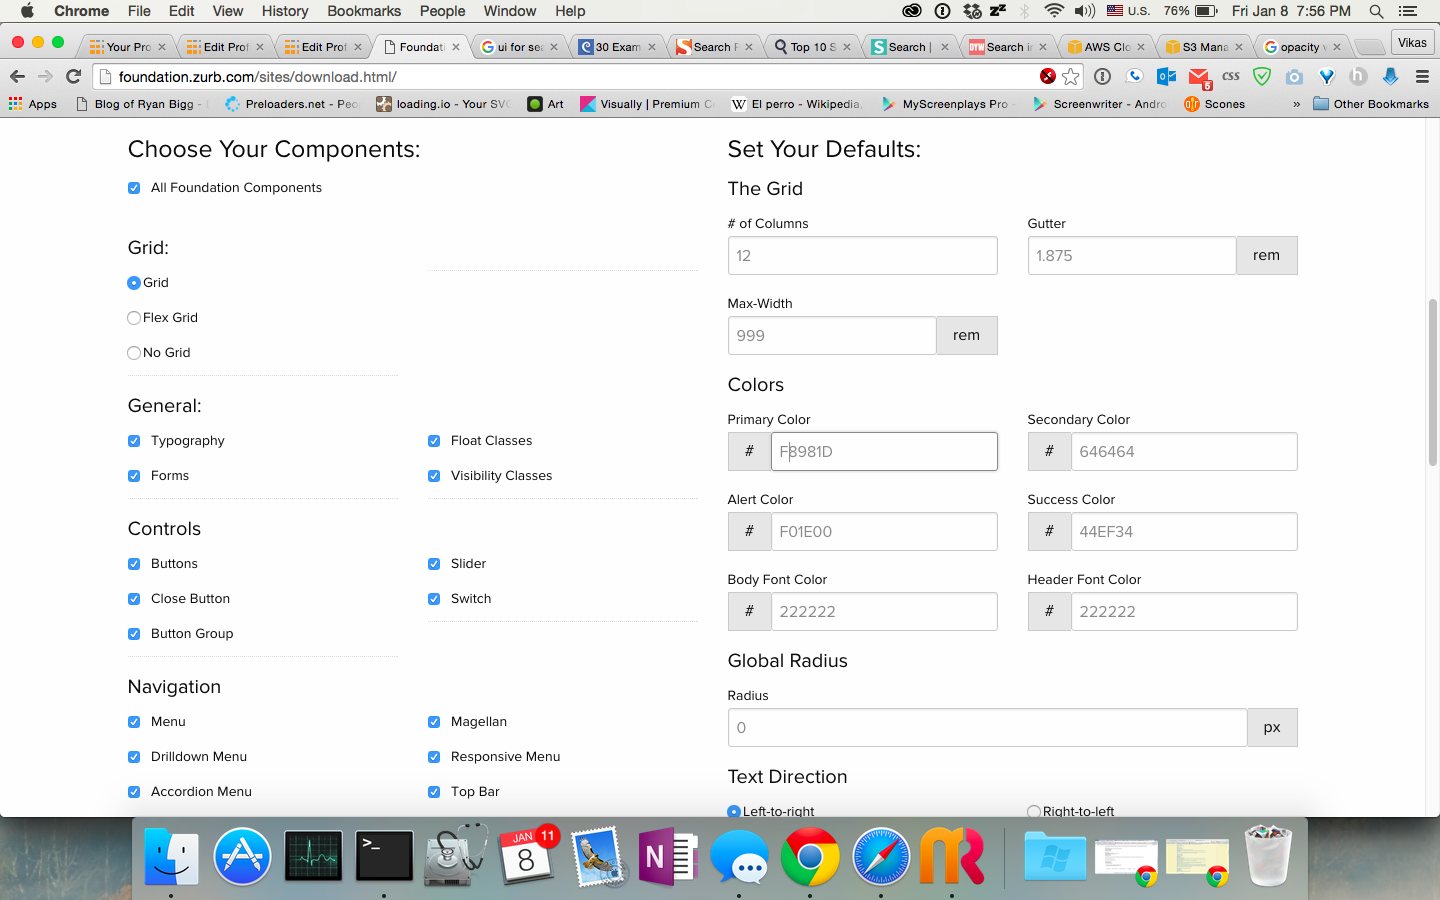 Chrome File Edit View History Bookmarks People Window Help U.S. 76% Fri Jan 8 7:56 PM
Your Pro Edit Prof Edit Prof Foundati ui for sea 30 Exam Search F Top 10 S Search | Search in AWS Clo S3 Mana opacity Vikas
foundation.zurb.com/sites/download.html/ css 5
Apps Blog of Ryan Bigg - Preloaders.net - Peo loading.io - Your SVG Art Visually | Premium C El perro - Wikipedia, MyScreenplays Pro - Screenwriter - Andro Scones » Other Bookmarks
Choose Your Components:
All Foundation Components
Grid:
Grid
Flex Grid
No Grid
General:
Typography Float Classes
Forms Visibility Classes
Controls
Buttons Slider
Close Button Switch
Button Group
Navigation
Menu Magellan
Drilldown Menu Responsive Menu
Accordion Menu Top Bar
Set Your Defaults:
The Grid
# of Columns Gutter
12 1.875 rem
Max-Width
999 rem
Colors
Primary Color Secondary Color
# F8981D # 646464
Alert Color Success Color
# F01E00 # 44EF34
Body Font Color Header Font Color
# 222222 # 222222
Global Radius
Radius
0 px
Text Direction
Left-to-right Right-to-left
JAN 11
8